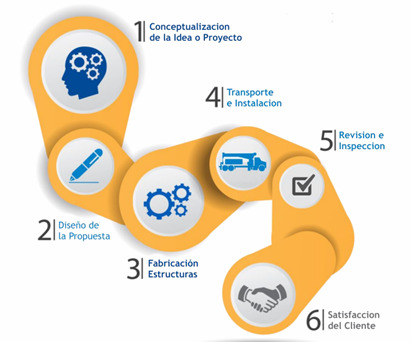 1 Conceptualizacion
de la Idea o Proyecto
2 Diseño de
la Propuesta
3 Fabricación
Estructuras
4 Transporte
e Instalacion
5 Revision e
Inspeccion
6 Satisfaccion
del Cliente